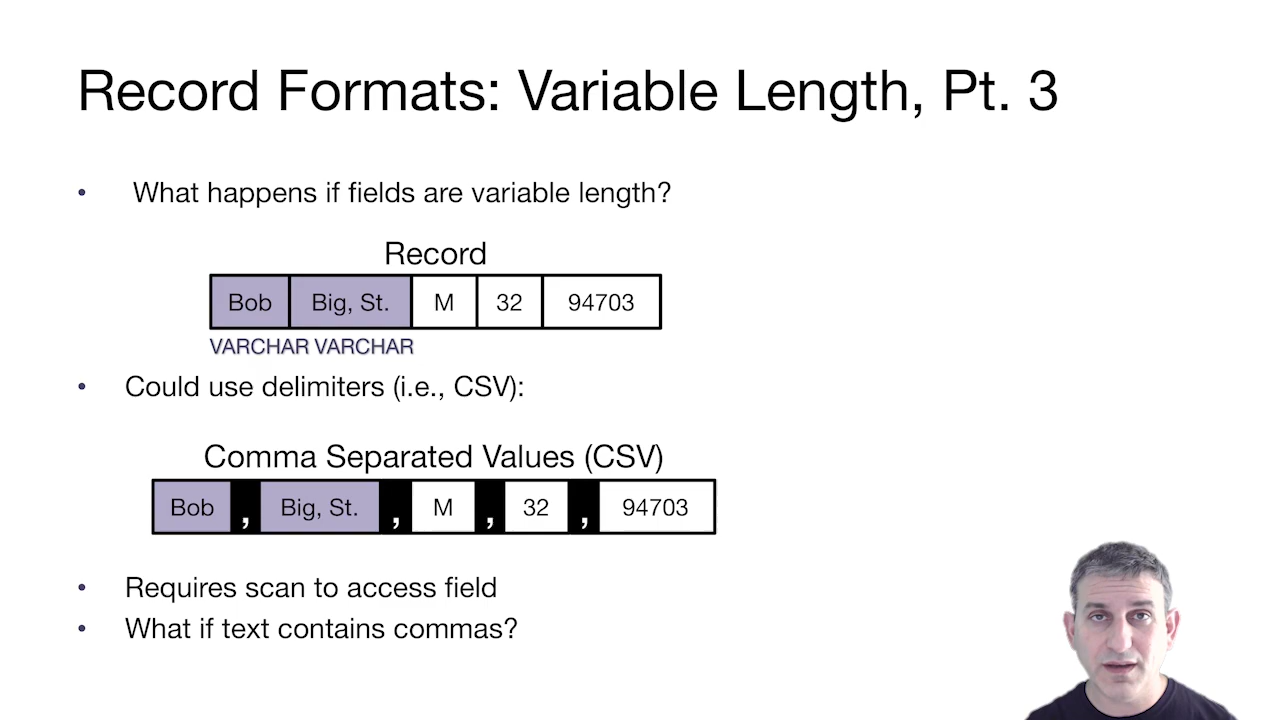 Record Formats: Variable Length, Pt. 3
• What happens if fields are variable length?
Record
Bob Big, St. M 32 94703
VARCHAR VARCHAR
• Could use delimiters (i.e., CSV):
Comma Separated Values (CSV)
Bob , Big, St. , M , 32 , 94703
• Requires scan to access field
• What if text contains commas?